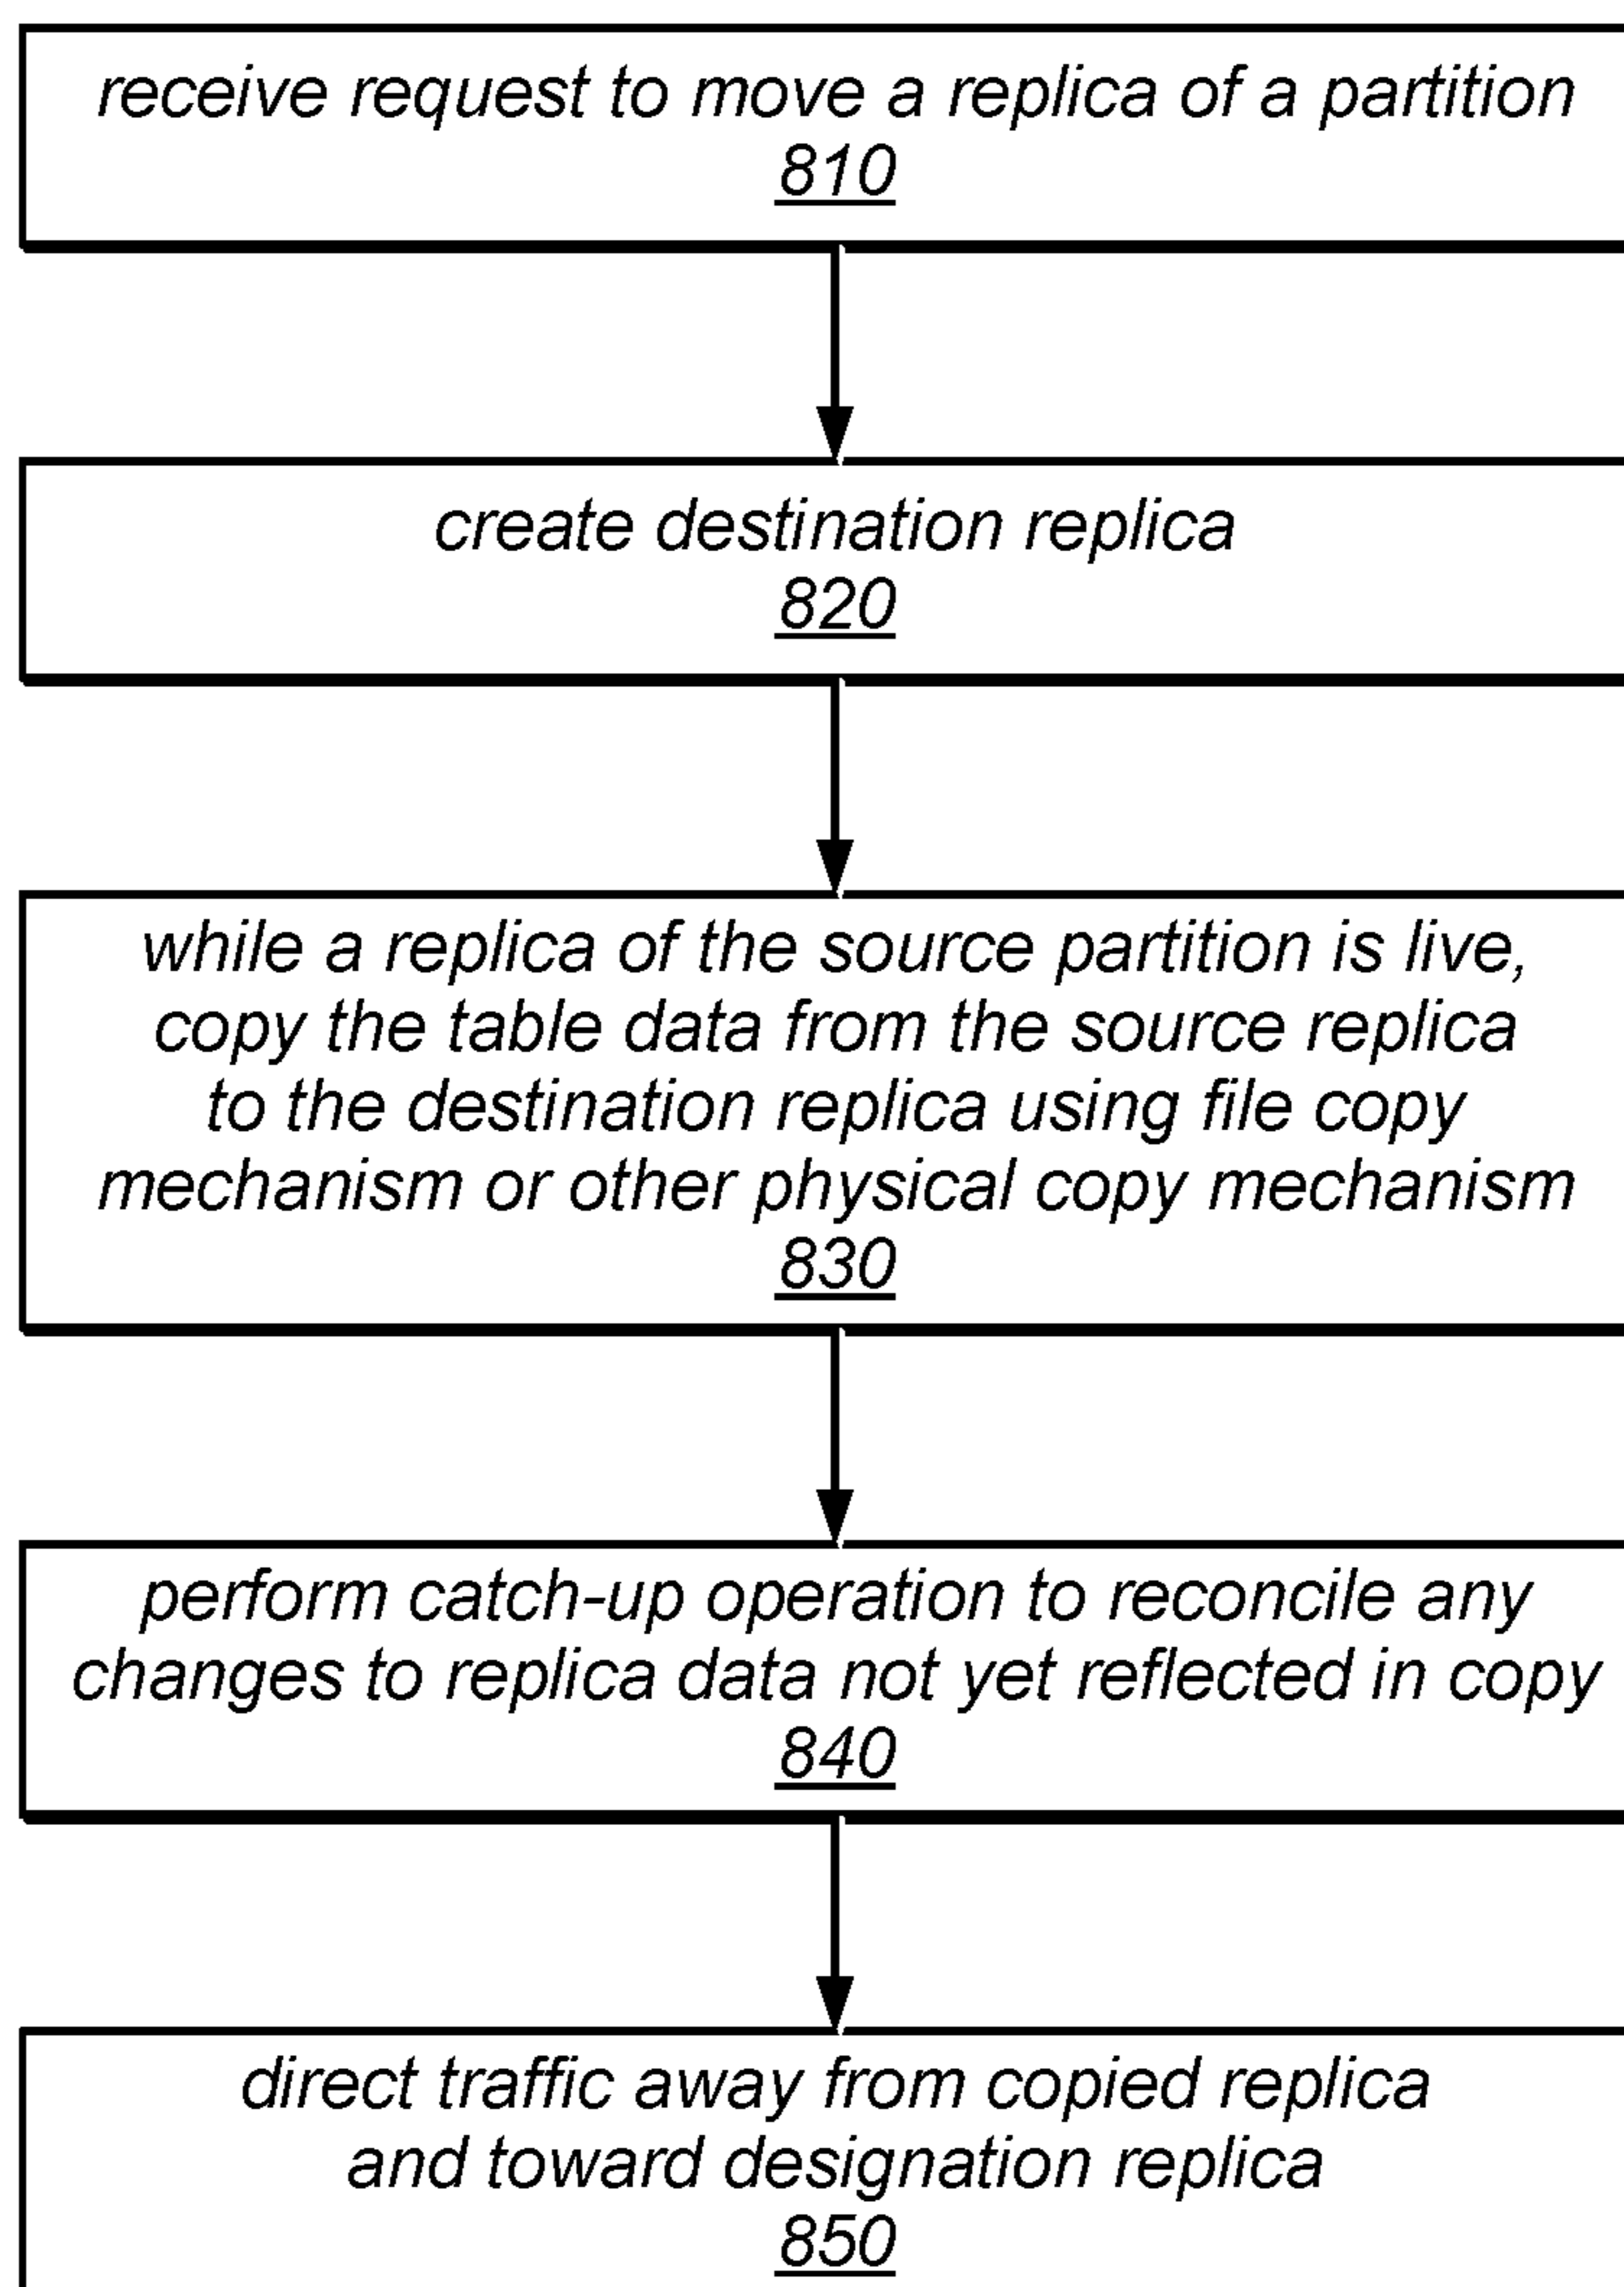 receive request to move a replica of a partition
810
create destination replica
820
while a replica of the source partition is live,
copy the table data from the source replica
to the destination replica using file copy
mechanism or other physical copy mechanism
830
perform catch-up operation to reconcile any
changes to replica data not yet reflected in copy
840
direct traffic away from copied replica
and toward designation replica
850